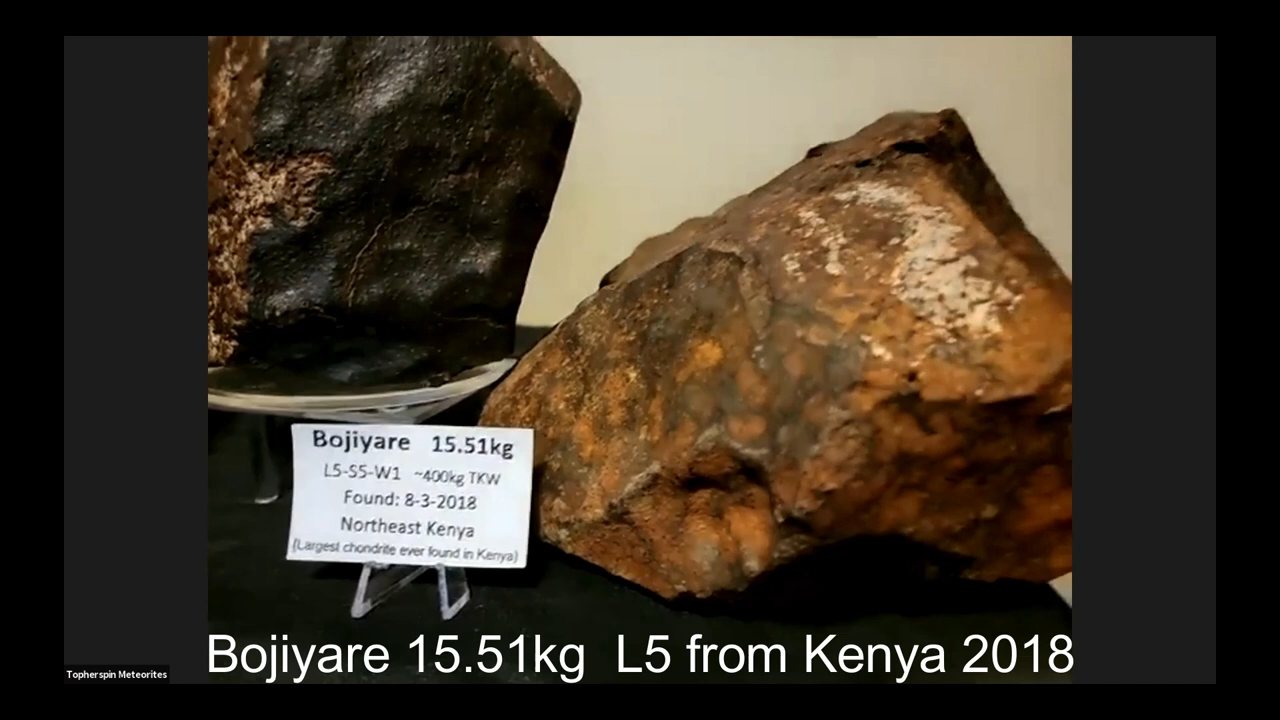 Bojiyare 15.51kg
L5-S5-W1 ~400kg TKW
Found: 8-3-2018
Northeast Kenya
(Largest chondrite ever found in Kenya)
Bojiyare 15.51kg L5 from Kenya 2018
Topherspin Meteorites